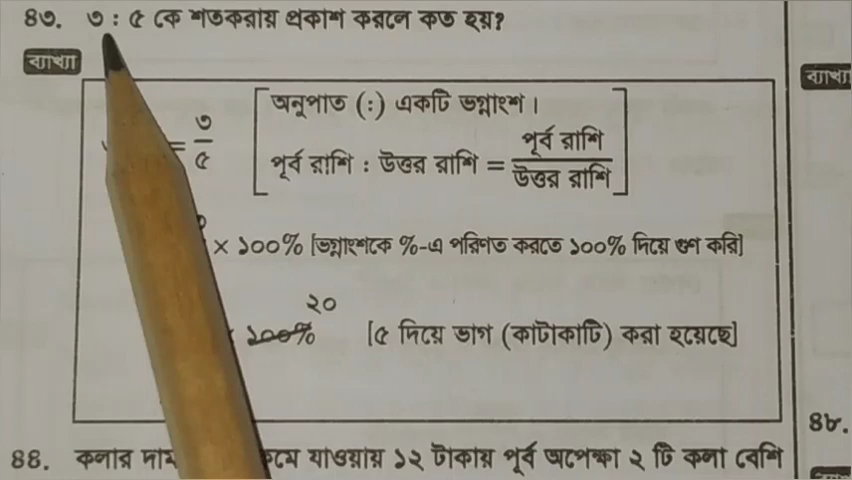 ৪৩. ৩ : ৫ কে শতকরায় প্রকাশ করলে কত হয়?
ব্যাখ্যা
= ৩/৫ [অনুপাত (:) একটি ভগ্নাংশ।
পূর্ব রাশি : উত্তর রাশি = পূর্ব রাশি/উত্তর রাশি]
× ১০০% [ভগ্নাংশকে %-এ পরিণত করতে ১০০% দিয়ে গুণ করি]
২০
১০০% [৫ দিয়ে ভাগ (কাটাকাটি) করা হয়েছে]
৪৪. কলার দাম কমে যাওয়ায় ১২ টাকায় পূর্ব অপেক্ষা ২ টি কলা বেশি
ব্যাখ্যা
৪৮.